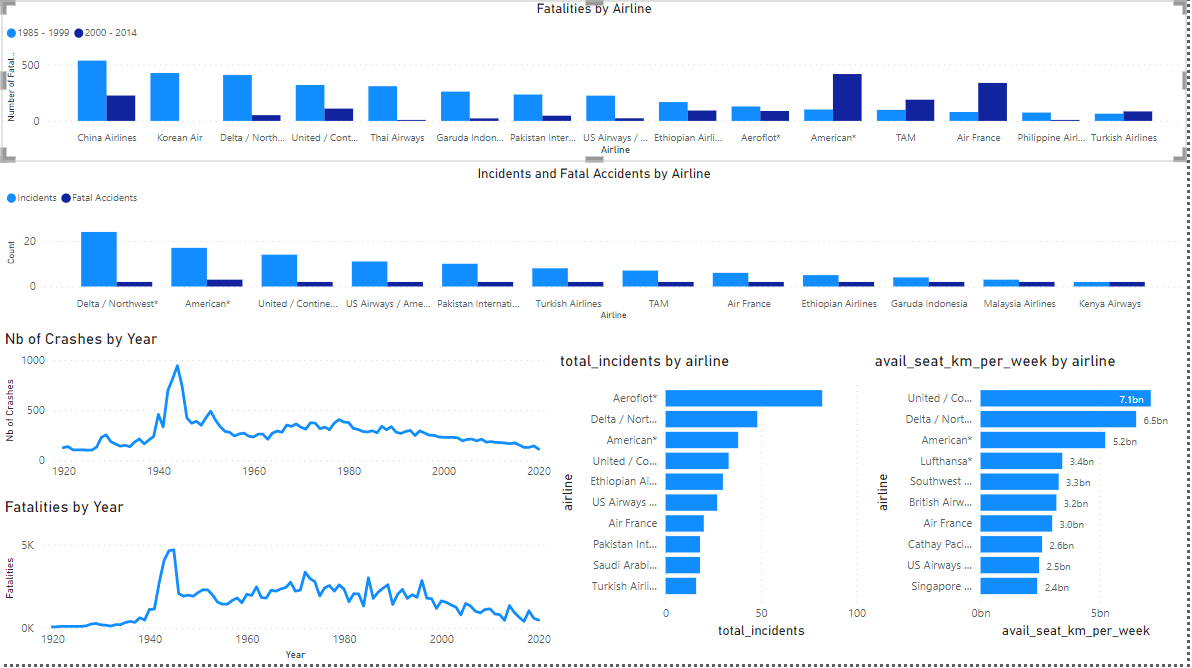 Fatalities by Airline
1985 - 1999 2000 - 2014
Number of Fatal...
500
0
China Airlines Korean Air Delta / North... United / Cont... Thai Airways Garuda Indon... Pakistan Inter... US Airways / ... Ethiopian Airli... Aeroflot* American* TAM Air France Philippine Airl... Turkish Airlines
Airline
Incidents and Fatal Accidents by Airline
Incidents Fatal Accidents
Count
20
0
Delta / Northwest* American* United / Contine... US Airways / Ame... Pakistan Internati... Turkish Airlines TAM Air France Ethiopian Airlines Garuda Indonesia Malaysia Airlines Kenya Airways
Airline
Nb of Crashes by Year
Nb of Crashes
1000
500
0
1920 1940 1960 1980 2000 2020
Fatalities by Year
Fatalities
5K
0K
1920 1940 1960 1980 2000 2020
Year
total_incidents by airline
airline
Aeroflot*
Delta / Nort...
American*
United / Co...
Ethiopian Ai...
US Airways ...
Air France
Pakistan Int...
Saudi Arabi...
Turkish Airli...
0 50 100
total_incidents
avail_seat_km_per_week by airline
airline
United / Co... 7.1bn
Delta / Nort... 6.5bn
American* 5.2bn
Lufthansa* 3.4bn
Southwest ... 3.3bn
British Airw... 3.2bn
Air France 3.0bn
Cathay Paci... 2.6bn
US Airways ... 2.5bn
Singapore ... 2.4bn
0bn 5bn
avail_seat_km_per_week